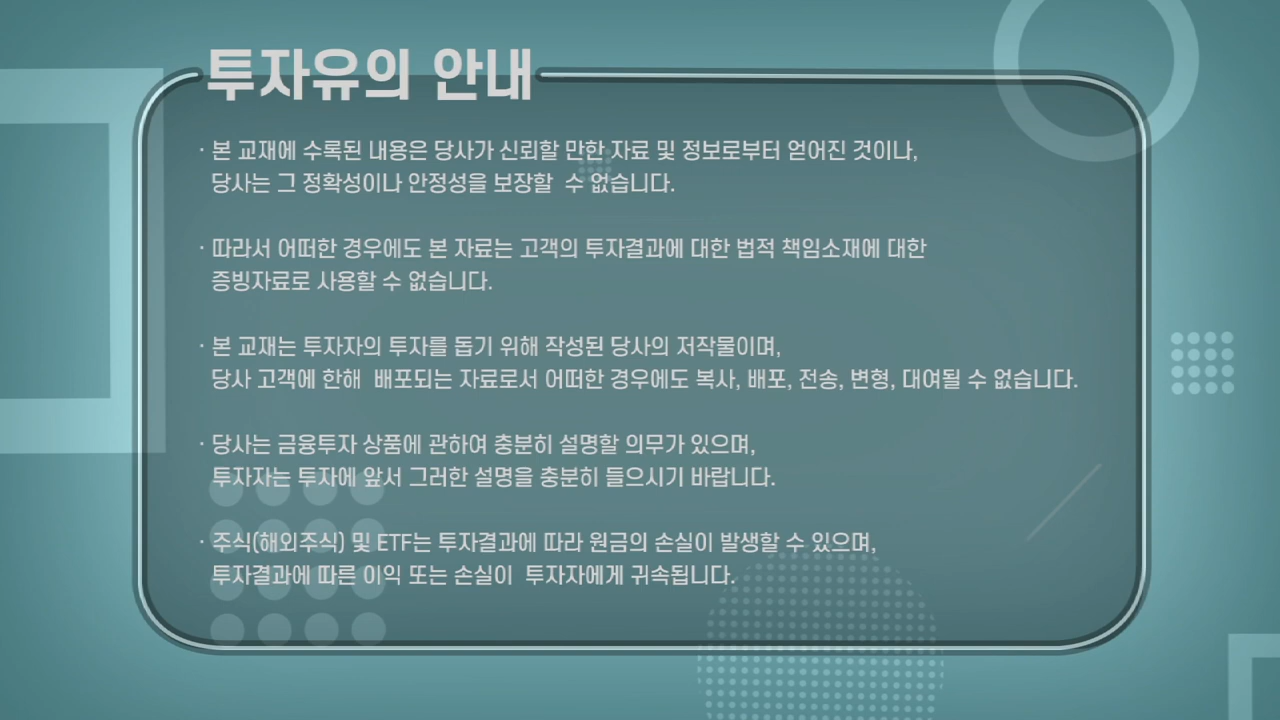 투자유의 안내
· 본 교재에 수록된 내용은 당사가 신뢰할 만한 자료 및 정보로부터 얻어진 것이나,
당사는 그 정확성이나 안정성을 보장할 수 없습니다.
· 따라서 어떠한 경우에도 본 자료는 고객의 투자결과에 대한 법적 책임소재에 대한
증빙자료로 사용할 수 없습니다.
· 본 교재는 투자자의 투자를 돕기 위해 작성된 당사의 저작물이며,
당사 고객에 한해 배포되는 자료로서 어떠한 경우에도 복사, 배포, 전송, 변형, 대여될 수 없습니다.
· 당사는 금융투자 상품에 관하여 충분히 설명할 의무가 있으며,
투자자는 투자에 앞서 그러한 설명을 충분히 들으시기 바랍니다.
· 주식(해외주식) 및 ETF는 투자결과에 따라 원금의 손실이 발생할 수 있으며,
투자결과에 따른 이익 또는 손실이 투자자에게 귀속됩니다.